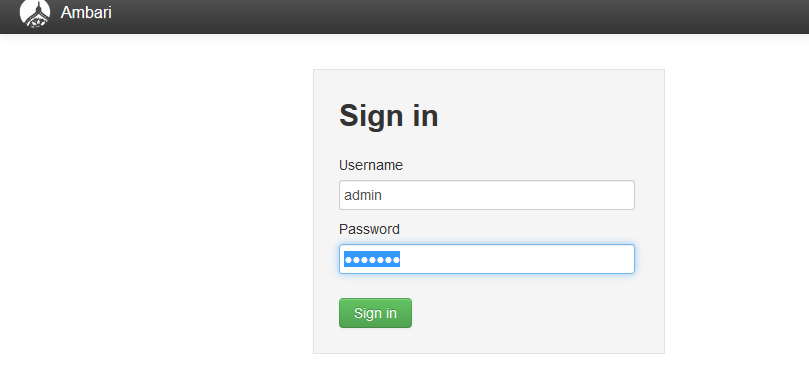 Ambari
Sign in
Username
admin
Password
•••••••
Sign in